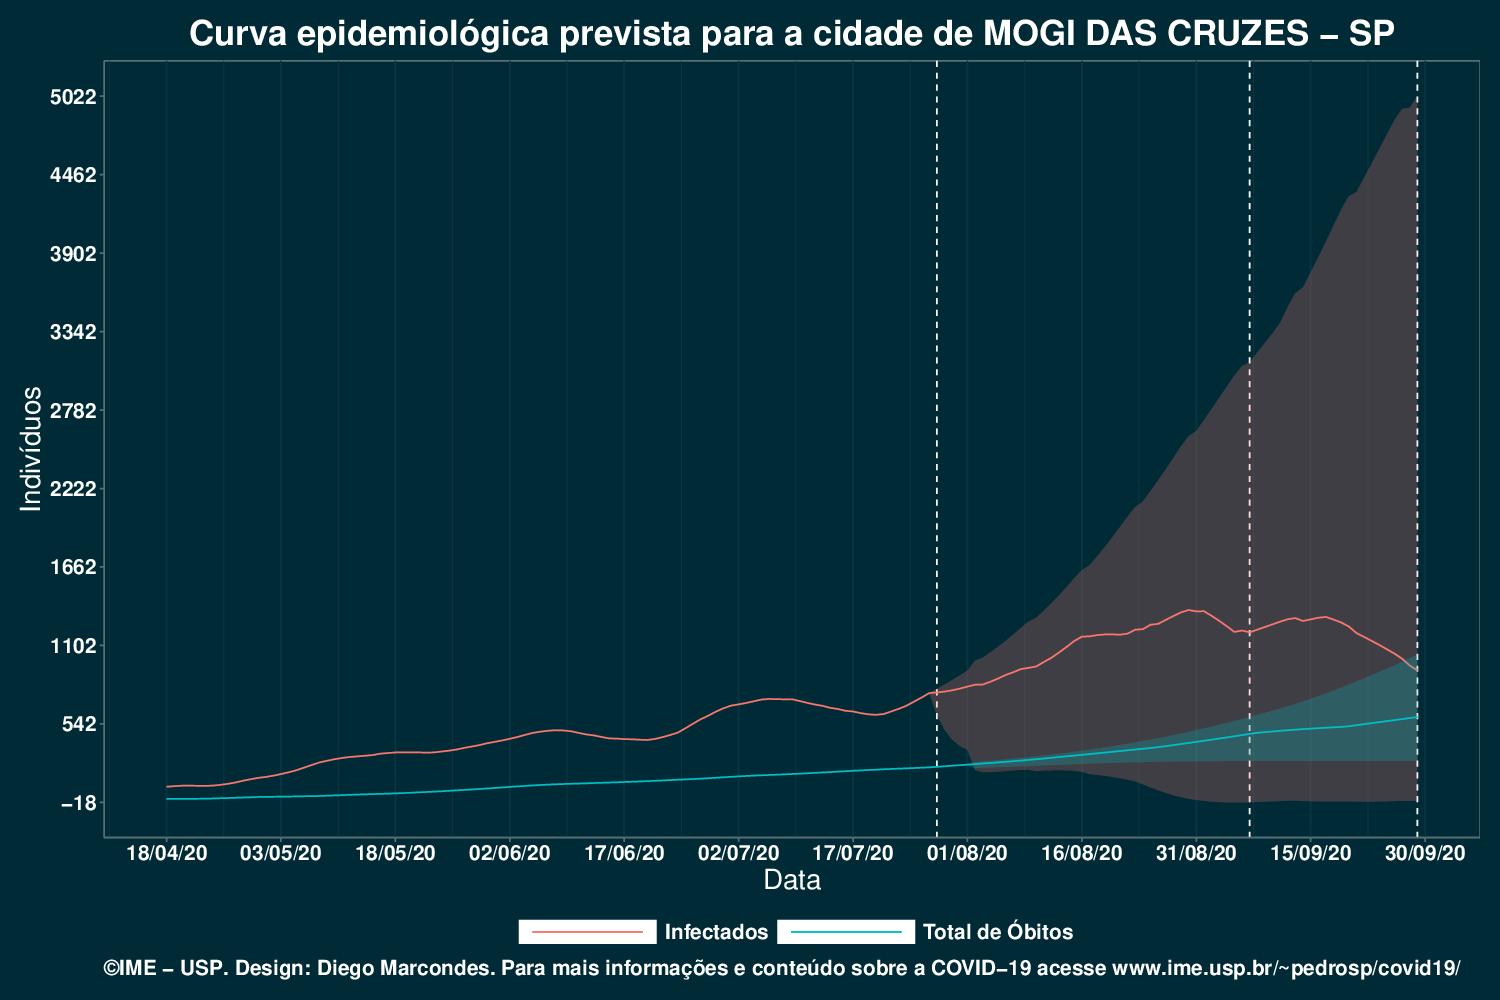 Curva epidemiológica prevista para a cidade de MOGI DAS CRUZES – SP
5022
4462
3902
3342
2782
2222
1662
1102
542
−18
Indivíduos
18/04/20 03/05/20 18/05/20 02/06/20 17/06/20 02/07/20 17/07/20 01/08/20 16/08/20 31/08/20 15/09/20 30/09/20
Data
Infectados Total de Óbitos
©IME – USP. Design: Diego Marcondes. Para mais informações e conteúdo sobre a COVID–19 acesse www.ime.usp.br/~pedrosp/covid19/